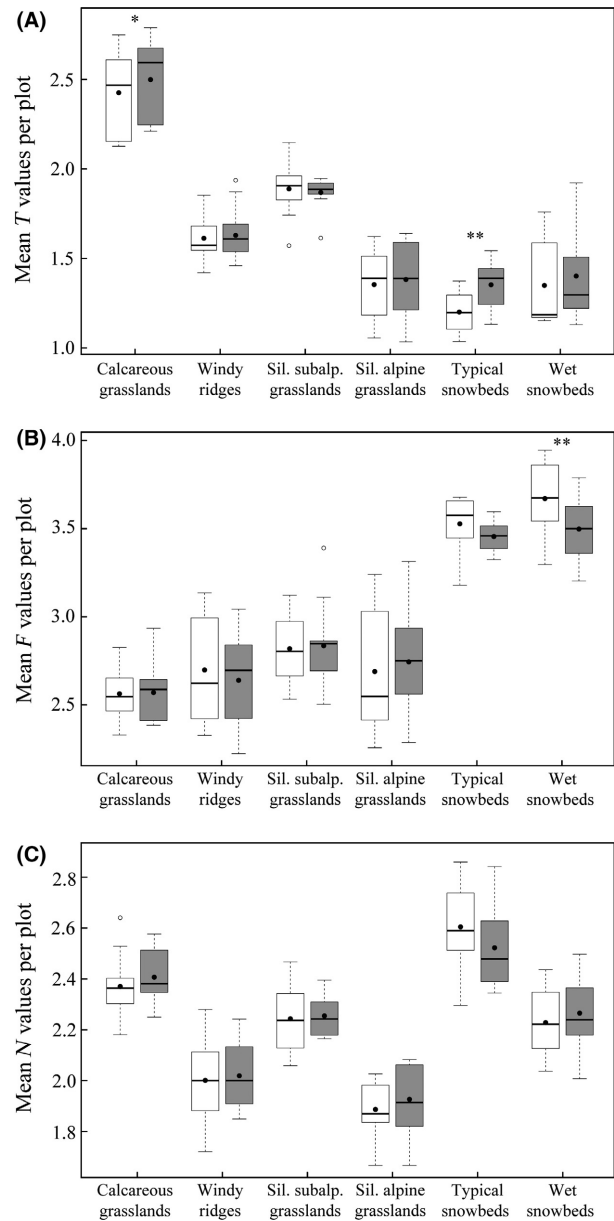 (A)
Mean T values per plot
2.5
2.0
1.5
1.0
*
**
Calcareous grasslands
Windy ridges
Sil. subalp. grasslands
Sil. alpine grasslands
Typical snowbeds
Wet snowbeds
(B)
Mean F values per plot
4.0
3.5
3.0
2.5
**
Calcareous grasslands
Windy ridges
Sil. subalp. grasslands
Sil. alpine grasslands
Typical snowbeds
Wet snowbeds
(C)
Mean N values per plot
2.8
2.6
2.4
2.2
2.0
1.8
Calcareous grasslands
Windy ridges
Sil. subalp. grasslands
Sil. alpine grasslands
Typical snowbeds
Wet snowbeds